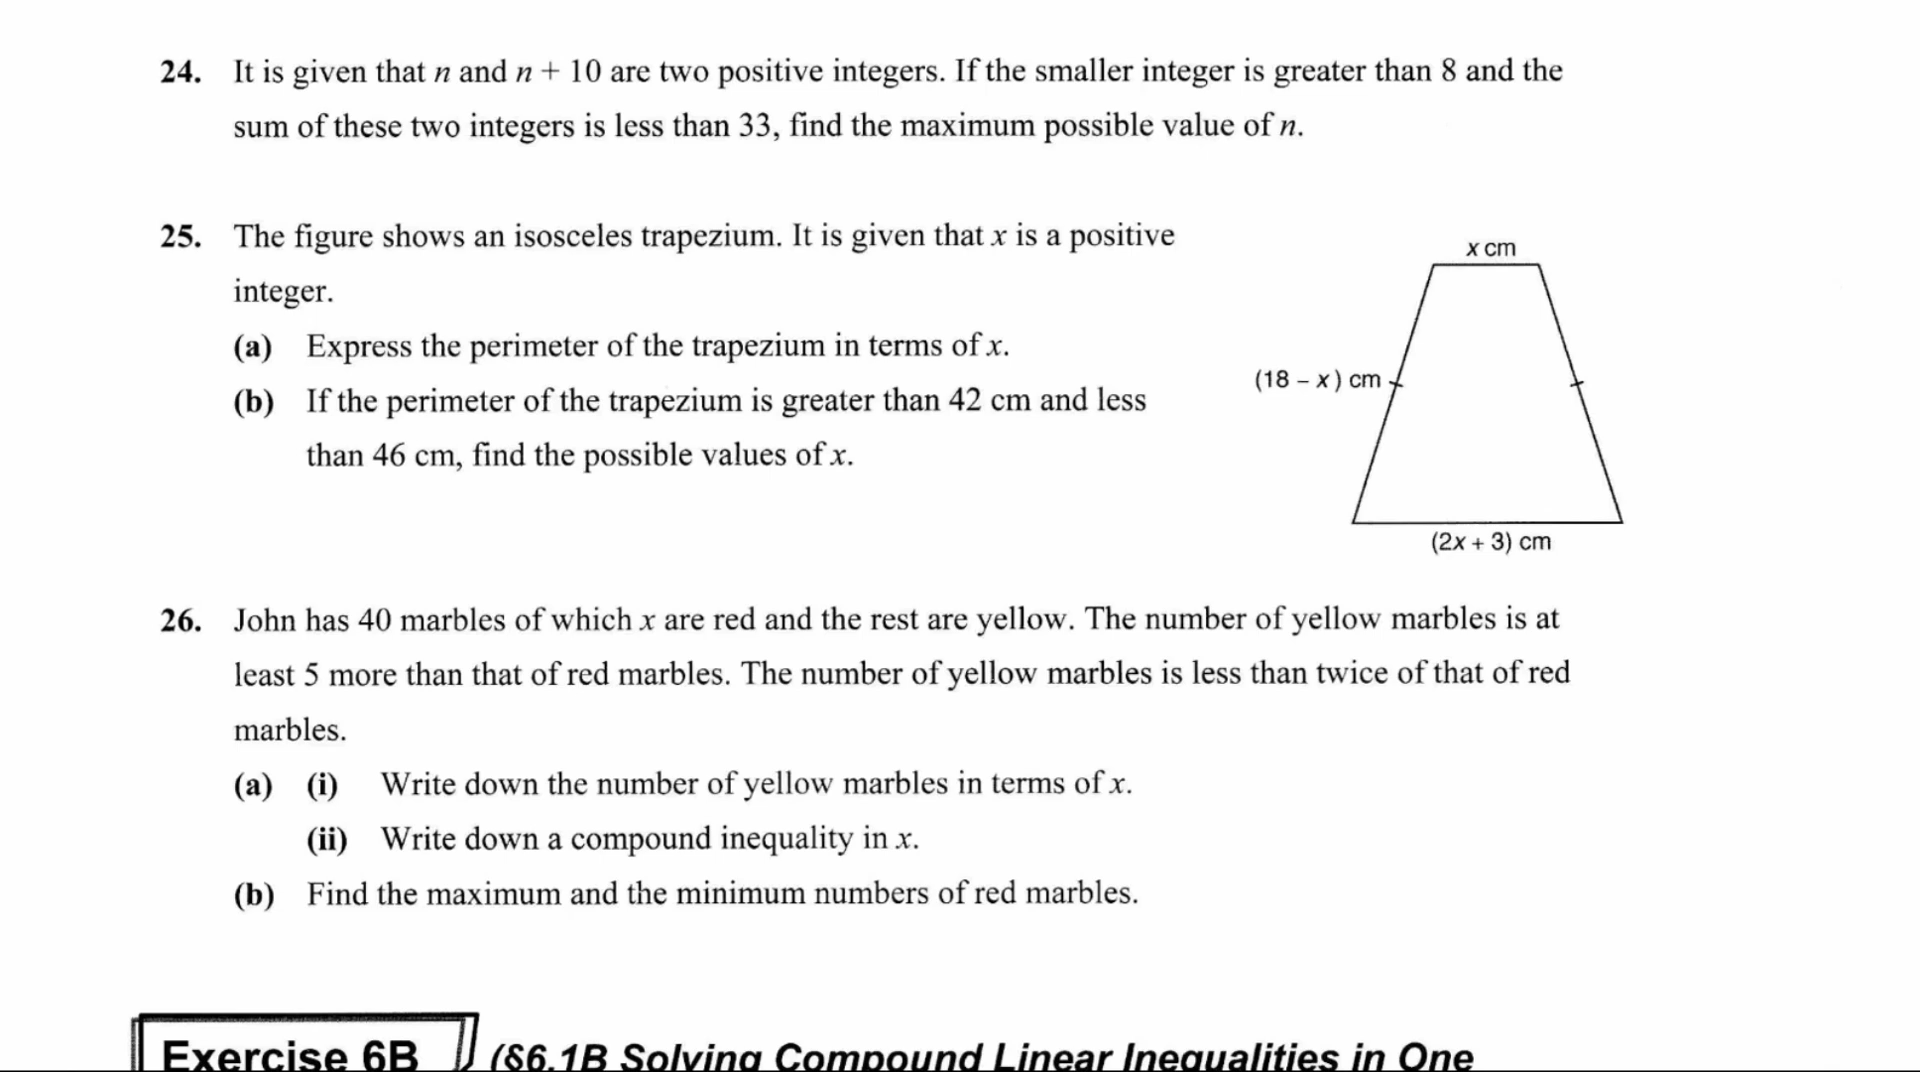 24. It is given that n and n + 10 are two positive integers. If the smaller integer is greater than 8 and the
sum of these two integers is less than 33, find the maximum possible value of n.
25. The figure shows an isosceles trapezium. It is given that x is a positive
integer.
(a) Express the perimeter of the trapezium in terms of x.
(b) If the perimeter of the trapezium is greater than 42 cm and less
than 46 cm, find the possible values of x.
x cm
(18 – x) cm
(2x + 3) cm
26. John has 40 marbles of which x are red and the rest are yellow. The number of yellow marbles is at
least 5 more than that of red marbles. The number of yellow marbles is less than twice of that of red
marbles.
(a) (i) Write down the number of yellow marbles in terms of x.
(ii) Write down a compound inequality in x.
(b) Find the maximum and the minimum numbers of red marbles.
Exercise 6B (§6.1B Solving Compound Linear Inequalities in One